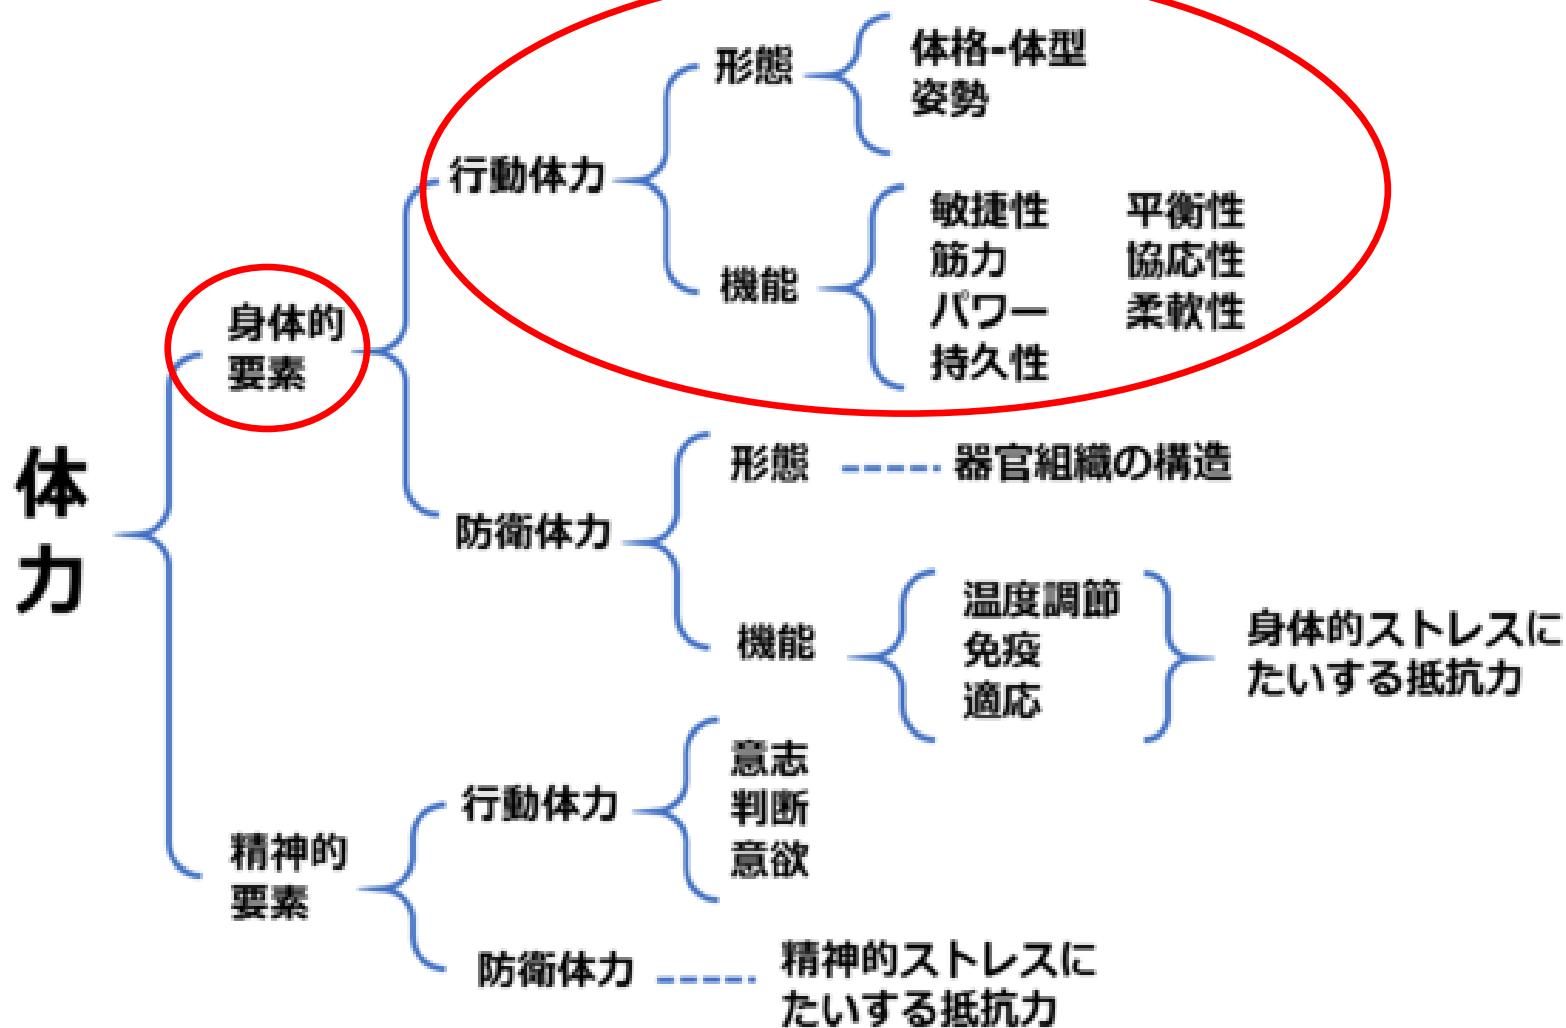 体力
身体的
要素
行動体力
形態
体格-体型
姿勢
機能
敏捷性 平衡性
筋力 協応性
パワー 柔軟性
持久性
防衛体力
形態
器官組織の構造
機能
温度調節
免疫
適応
身体的ストレスに
たいする抵抗力
精神的
要素
行動体力
意志
判断
意欲
防衛体力
精神的ストレスに
たいする抵抗力